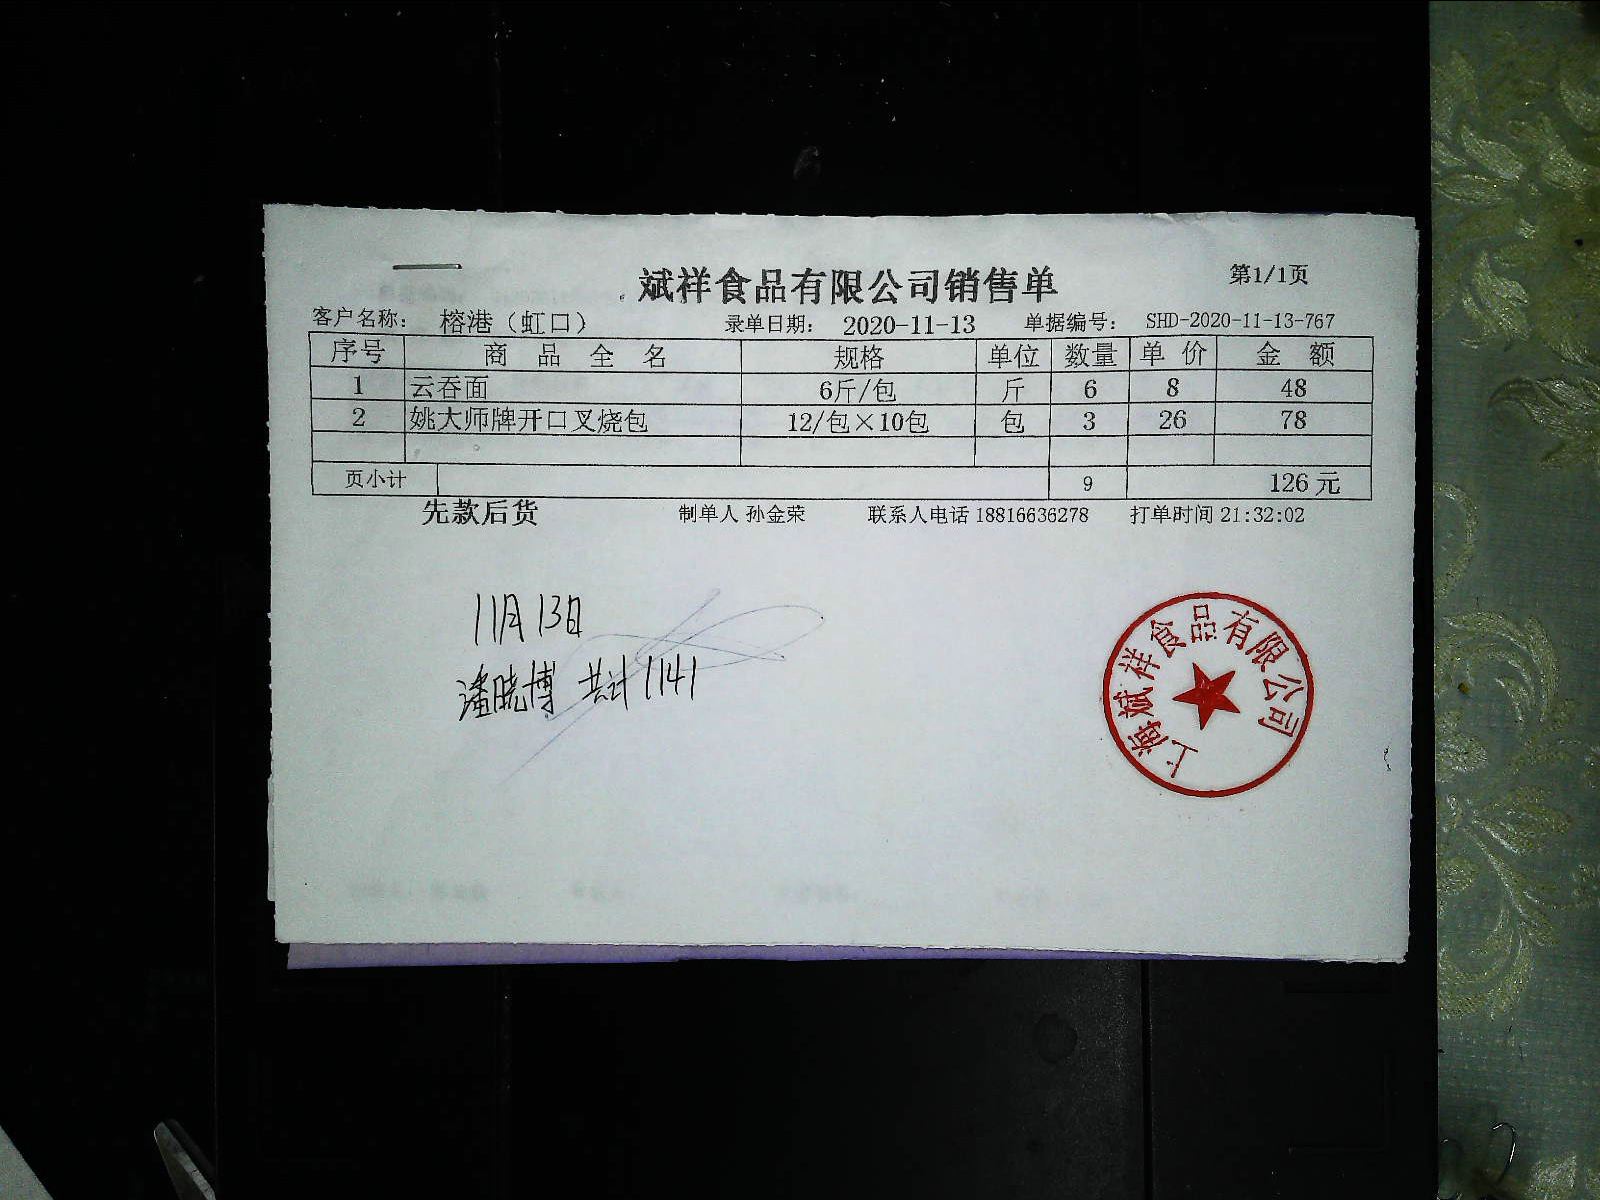 斌祥食品有限公司销售单 第1/1页
客户名称： 榕港（虹口） 录单日期： 2020-11-13 单据编号： SHD-2020-11-13-767
序号 商品全名 规格 单位 数量 单价 金额
1 云吞面 6斤/包 斤 6 8 48
2 姚大师牌开口叉烧包 12/包×10包 包 3 26 78
页小计 9 126元
先款后货 制单人 孙金荣 联系人电话 18816636278 打单时间 21:32:02
11月13日
潘晓博 共计1141
上海斌祥食品有限公司